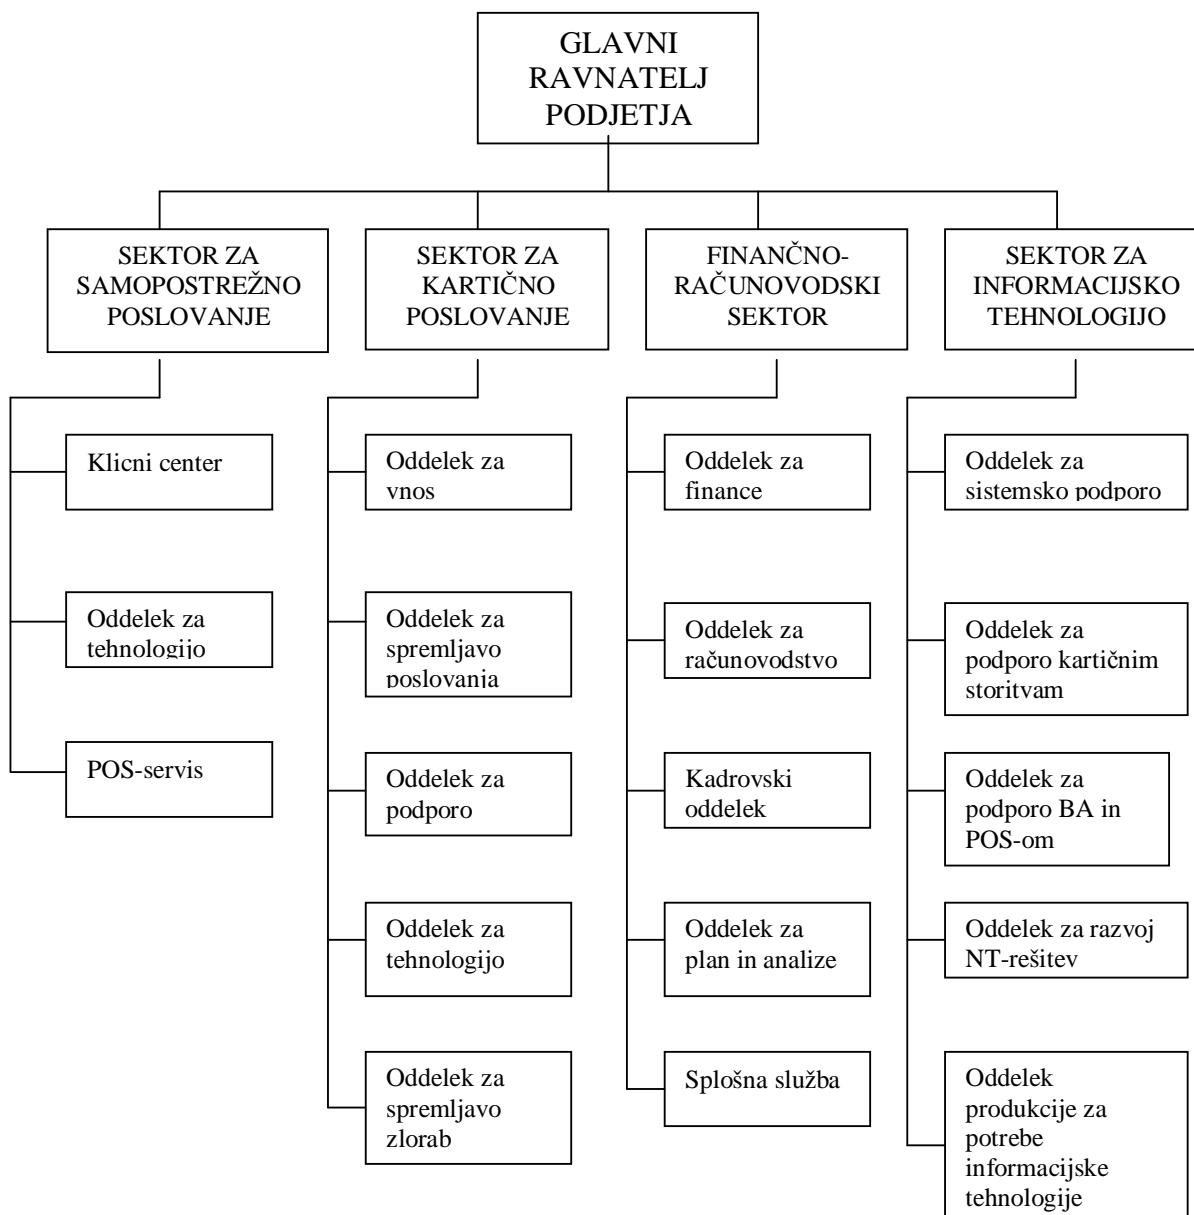 GLAVNI
RAVNATELJ
PODJETJA
SEKTOR ZA
SAMOPOSTREŽNO
POSLOVANJE
SEKTOR ZA
KARTIČNO
POSLOVANJE
FINANČNO-
RAČUNOVODSKI
SEKTOR
SEKTOR ZA
INFORMACIJSKO
TEHNOLOGIJO
Klicni center
Oddelek za
tehnologijo
POS-servis
Oddelek za
vnos
Oddelek za
spremljavo
poslovanja
Oddelek za
podporo
Oddelek za
tehnologijo
Oddelek za
spremljavo
zlorab
Oddelek za
finance
Oddelek za
računovodstvo
Kadrovski
oddelek
Oddelek za
plan in analize
Splošna služba
Oddelek za
sistemsko podporo
Oddelek za
podporo kartičnim
storitvam
Oddelek za
podporo BA in
POS-om
Oddelek za razvoj
NT-rešitev
Oddelek
produkcije za
potrebe
informacijske
tehnologije